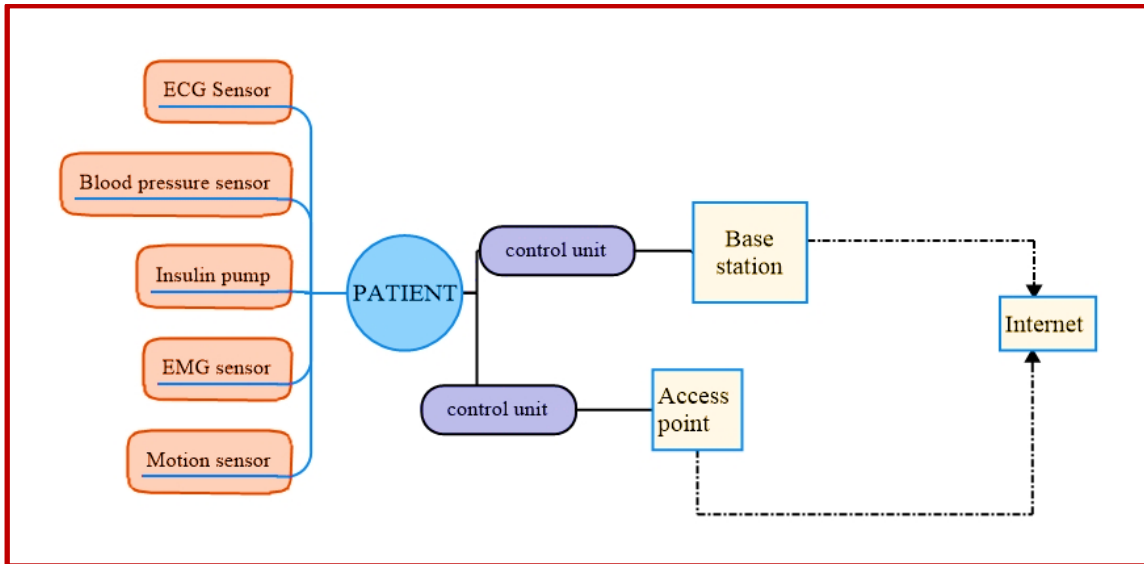 ECG Sensor
Blood pressure sensor
Insulin pump
EMG sensor
Motion sensor
PATIENT
control unit
control unit
Base
station
Access
point
Internet